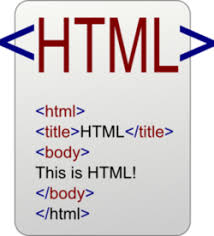 <HTML>
<html>
<title>HTML</title>
<body>
This is HTML!
</body>
</html>